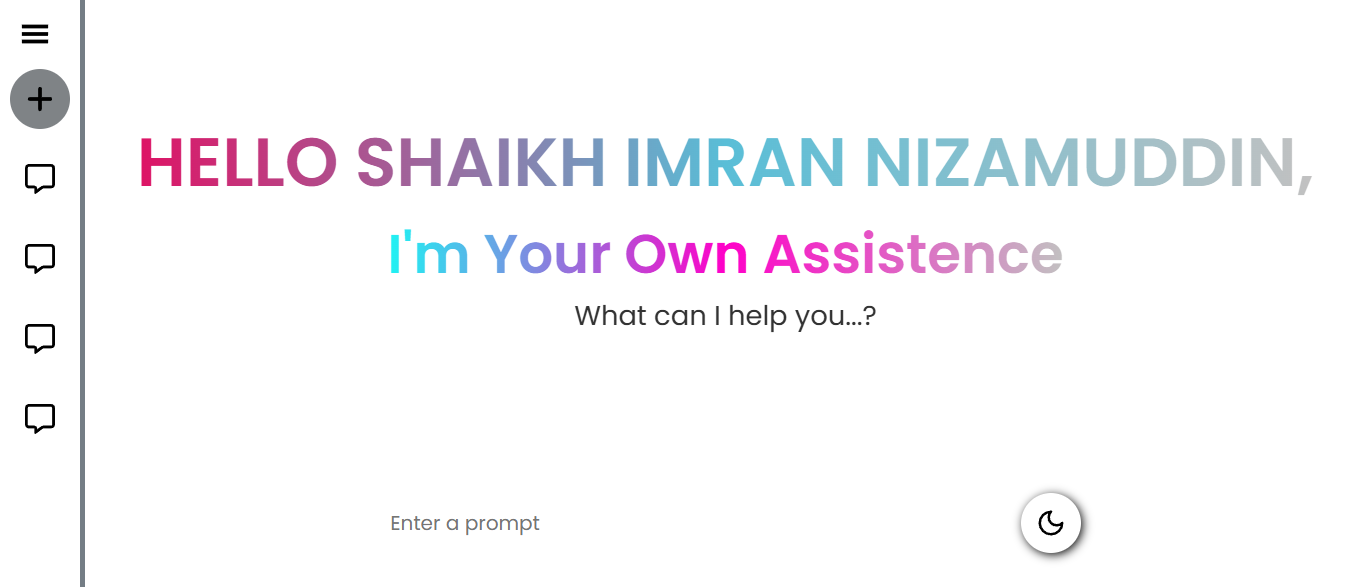 HELLO SHAIKH IMRAN NIZAMUDDIN,
I'm Your Own Assistence
What can I help you...?
Enter a prompt